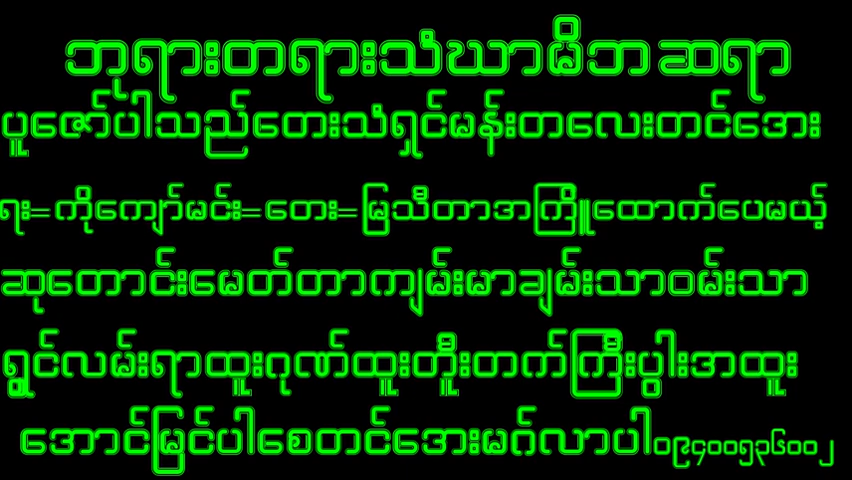 ဘုရားတရားသံဃာမိဘဆရာ
ပူဇော်ပါသည်တေးသံရှင်မန်းတလေးတင်အေး
ရေး=ကိုကျော်မင်း=တေး=မြသီတာအကြိူထောက်ပေမယ့်
ဆုတောင်းမေတ်တာကျမ်းမာချမ်းသာဝမ်းသာ
ရွှင်လမ်းရာထူးဂုဏ်ထူးတိူးတက်ကြီးပွါးအထူး
အောင်မြင်ပါစေတင်အေးမင်္ဂလာပါ၀၉၄၀၀၅၃၆၀၀၂